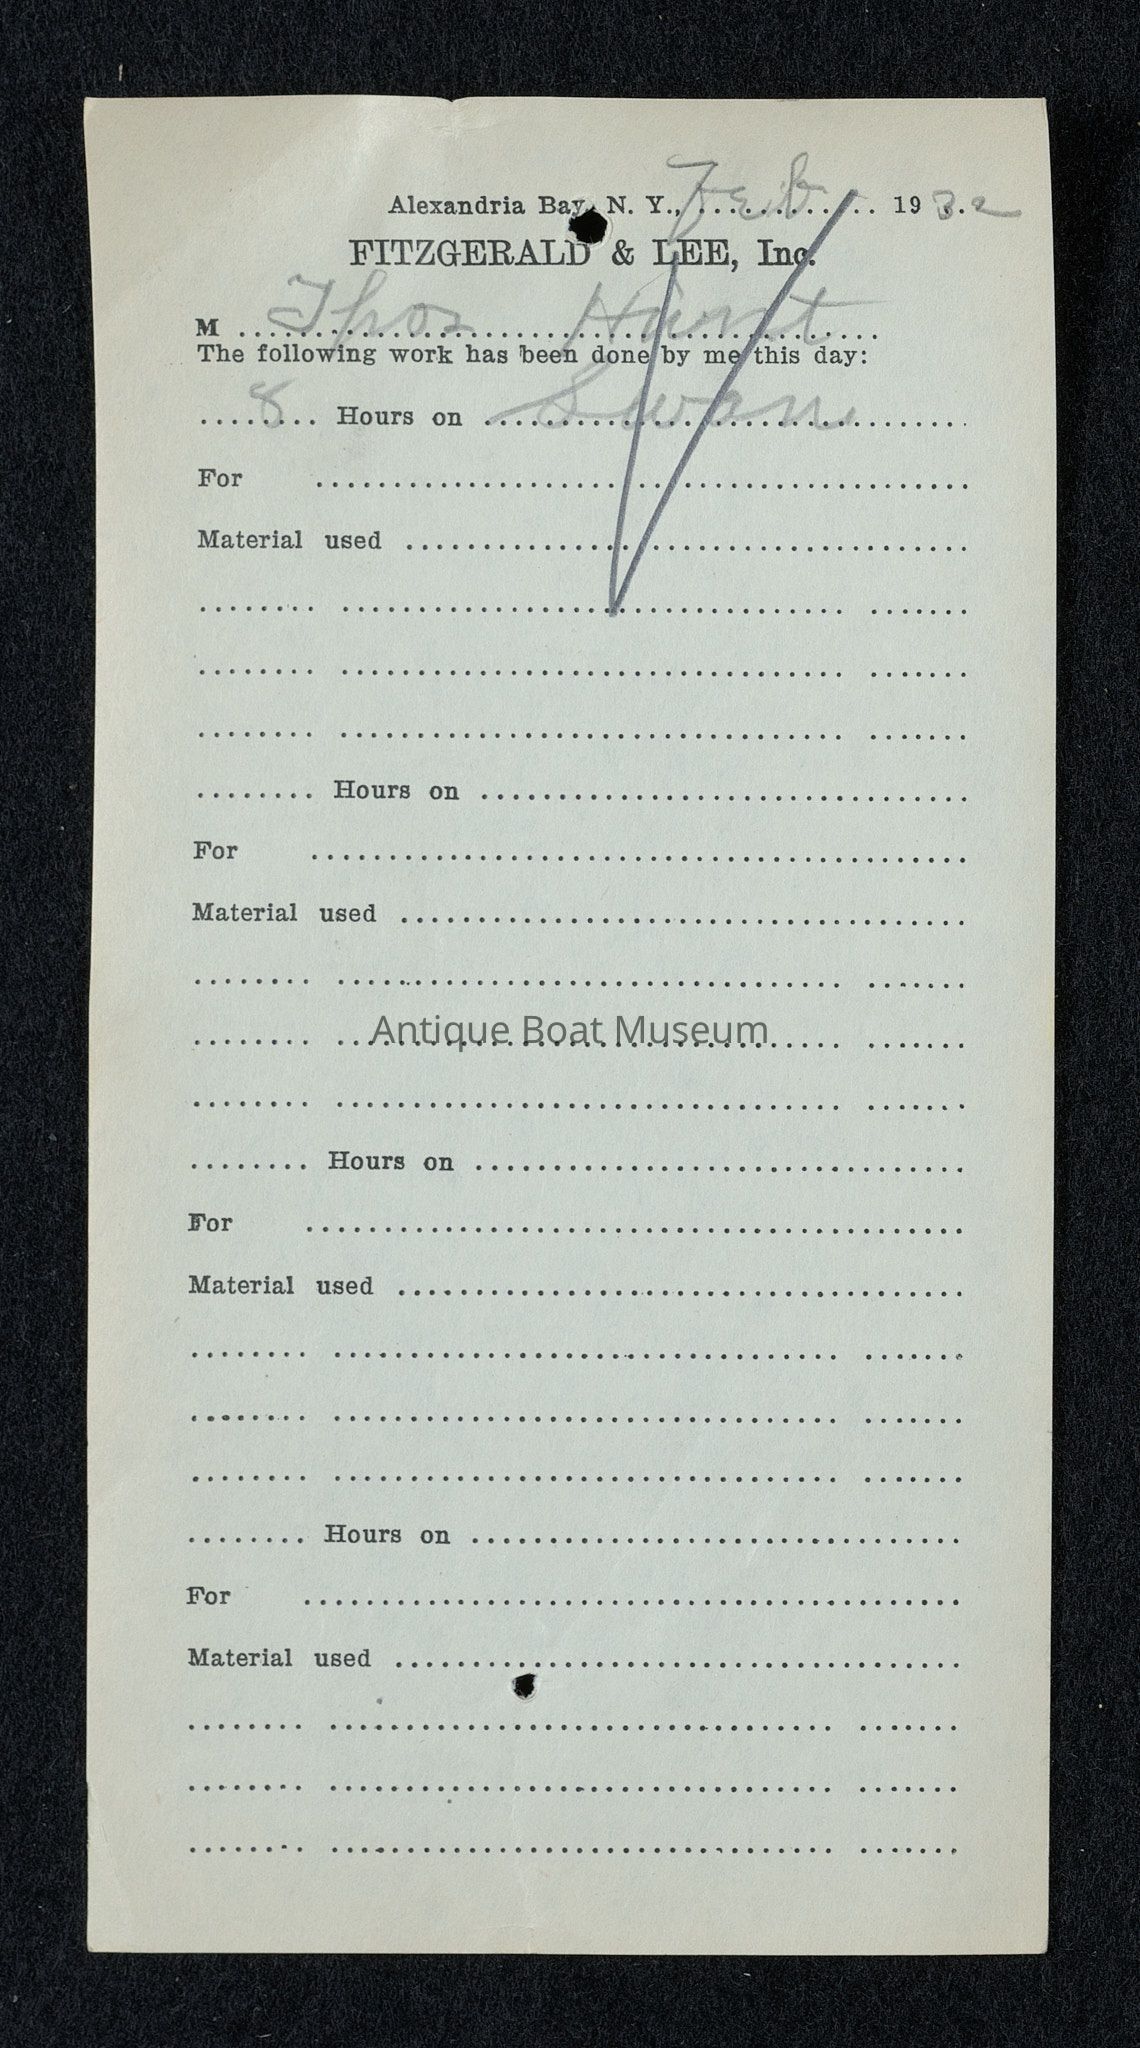 Alexandria Bay, N. Y., Feb 1932
FITZGERALD & LEE, Inc.
M Thos Hunt
The following work has been done by me this day:
8 Hours on Swan
For
Material used
Hours on
For
Material used
Antique Boat Museum
Hours on
For
Material used
Hours on
For
Material used